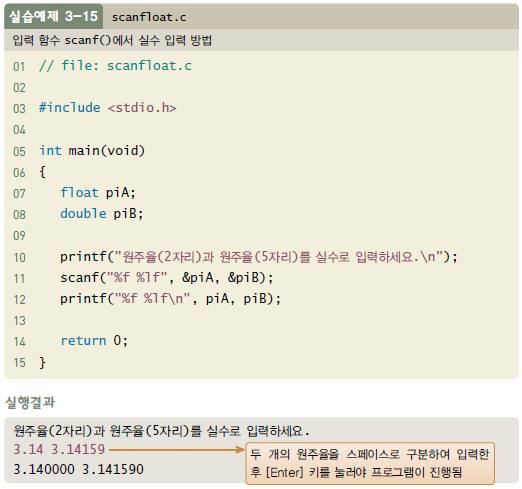 실습예제 3-15 scanfloat.c
입력 함수 scanf()에서 실수 입력 방법
01 // file: scanfloat.c
02
03 #include <stdio.h>
04
05 int main(void)
06 {
07 float piA;
08 double piB;
09
10 printf("원주율(2자리)과 원주율(5자리)를 실수로 입력하세요.\n");
11 scanf("%f %lf", &piA, &piB);
12 printf("%f %lf\n", piA, piB);
13
14 return 0;
15 }
실행결과
원주율(2자리)과 원주율(5자리)를 실수로 입력하세요.
3.14 3.14159
3.140000 3.141590
두 개의 원주율을 스페이스로 구분하여 입력한
후 [Enter] 키를 눌러야 프로그램이 진행됨